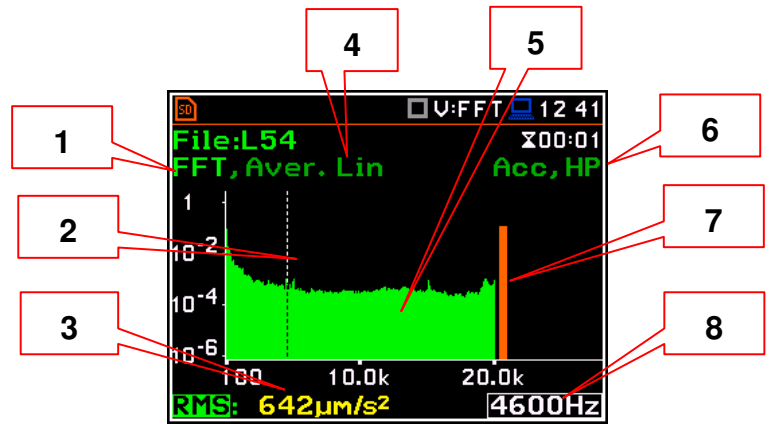 4
5
SD V:FFT 12 41
1
File:L54 00:01
6
FFT, Aver. Lin Acc, HP
1
2
7
10-2
10-4
3
8
10-6
100 10.0k 20.0k
RMS: 642µm/s² 4600Hz